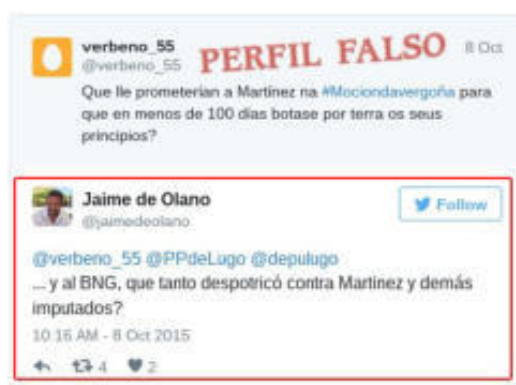 verbeno_55
PERFIL FALSO
8 Oct
@verbeno_55
Que lle prometerían a Martínez na #Mociondavergoña para
que en menos de 100 días botase por terra os seus
principios?
Jaime de Olano
Follow
@jaimedeolano
@verbeno_55 @PPdeLugo @depulugo
... y al BNG, que tanto despotricó contra Martínez y demás
imputados?
10:16 AM - 8 Oct 2015
4
2